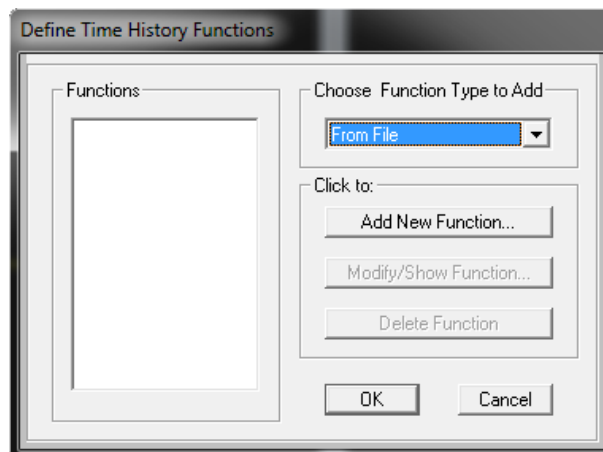 Define Time History Functions
Functions
Choose Function Type to Add
From File
Click to:
Add New Function...
Modify/Show Function...
Delete Function
OK
Cancel